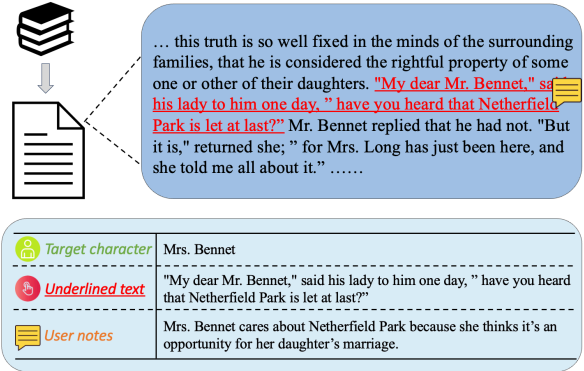 … this truth is so well fixed in the minds of the surrounding
families, that he is considered the rightful property of some
one or other of their daughters. "My dear Mr. Bennet," said
his lady to him one day, ” have you heard that Netherfield
Park is let at last?” Mr. Bennet replied that he had not. "But
it is," returned she; ” for Mrs. Long has just been here, and
she told me all about it.” ……
Target character
Mrs. Bennet
Underlined text
"My dear Mr. Bennet," said his lady to him one day, ” have you heard
that Netherfield Park is let at last?”
User notes
Mrs. Bennet cares about Netherfield Park because she thinks it’s an
opportunity for her daughter’s marriage.